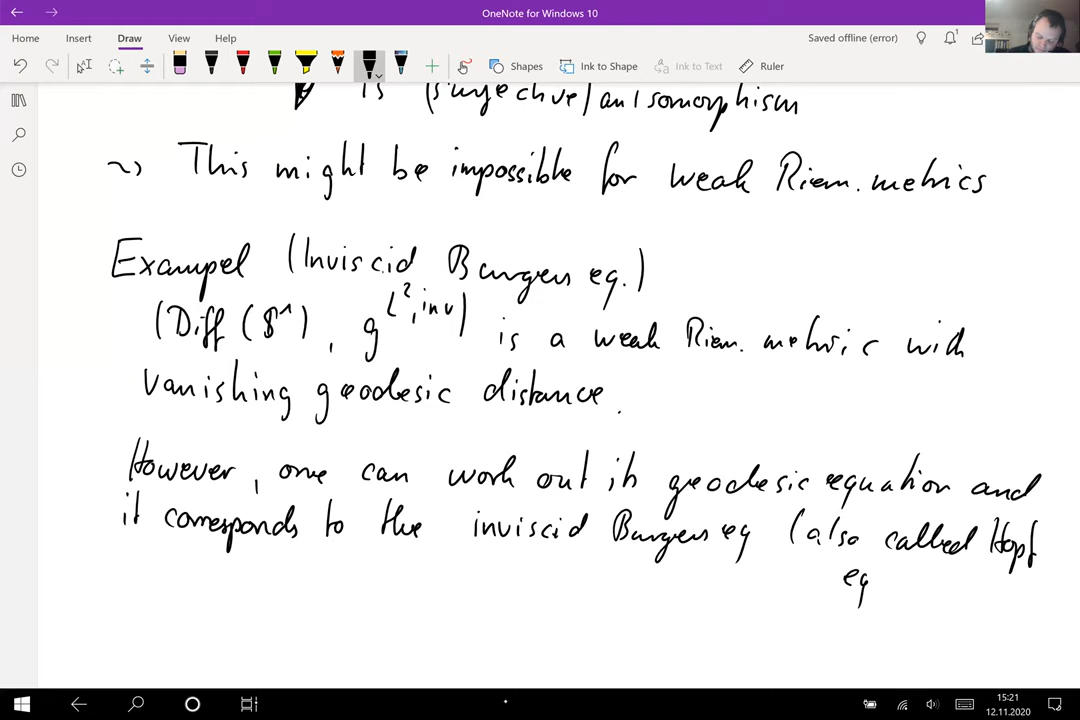 OneNote for Windows 10
Home Insert Draw View Help
Saved offline (error)
Shapes Ink to Shape Ink to Text Ruler
is (surjective) an isomorphism
~> This might be impossible for weak Riem. metrics
Exampel (Inviscid Burgers eq.)
(Diff(S^1), g^{L^2, inv}) is a weak Riem. metric with
vanishing geodesic distance.
However, one can work out its geodesic equation and
it corresponds to the inviscid Burgers eq (also called Hopf
eq
15:21
12.11.2020